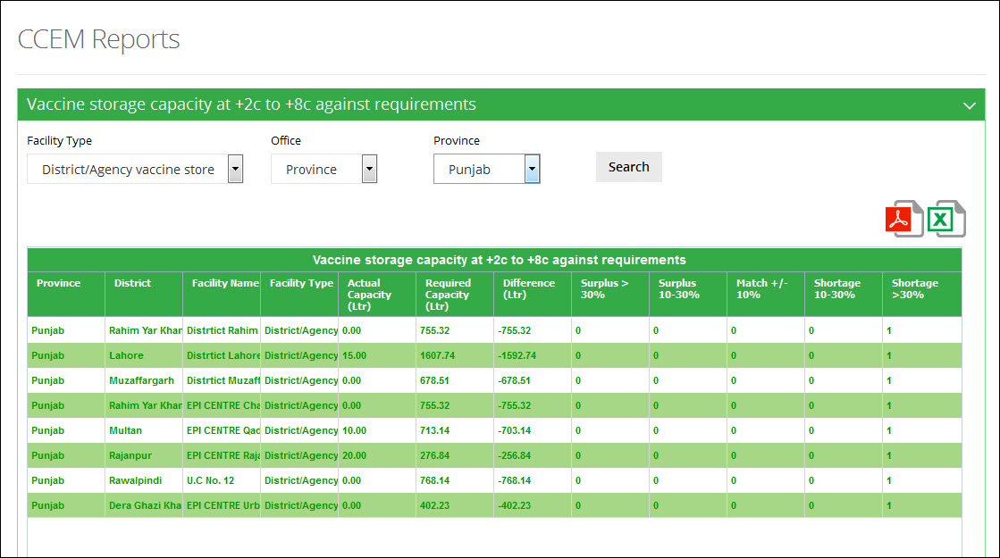 CCEM Reports
Vaccine storage capacity at +2c to +8c against requirements
Facility Type Office Province
District/Agency vaccine store Province Punjab Search
Vaccine storage capacity at +2c to +8c against requirements
Province District Facility Name Facility Type Actual Capacity (Ltr) Required Capacity (Ltr) Difference (Ltr) Surplus > 30% Surplus 10-30% Match +/- 10% Shortage 10-30% Shortage >30%
Punjab Rahim Yar Khan Distrtict Rahim District/Agency 0.00 755.32 -755.32 0 0 0 0 1
Punjab Lahore Distrtict Lahore District/Agency 15.00 1607.74 -1592.74 0 0 0 0 1
Punjab Muzaffargarh Distrtict Muzaff District/Agency 0.00 678.51 -678.51 0 0 0 0 1
Punjab Rahim Yar Khan EPI CENTRE Cha District/Agency 0.00 755.32 -755.32 0 0 0 0 1
Punjab Multan EPI CENTRE Qad District/Agency 10.00 713.14 -703.14 0 0 0 0 1
Punjab Rajanpur EPI CENTRE Raja District/Agency 20.00 276.84 -256.84 0 0 0 0 1
Punjab Rawalpindi U.C No. 12 District/Agency 0.00 768.14 -768.14 0 0 0 0 1
Punjab Dera Ghazi Kha EPI CENTRE Urb District/Agency 0.00 402.23 -402.23 0 0 0 0 1